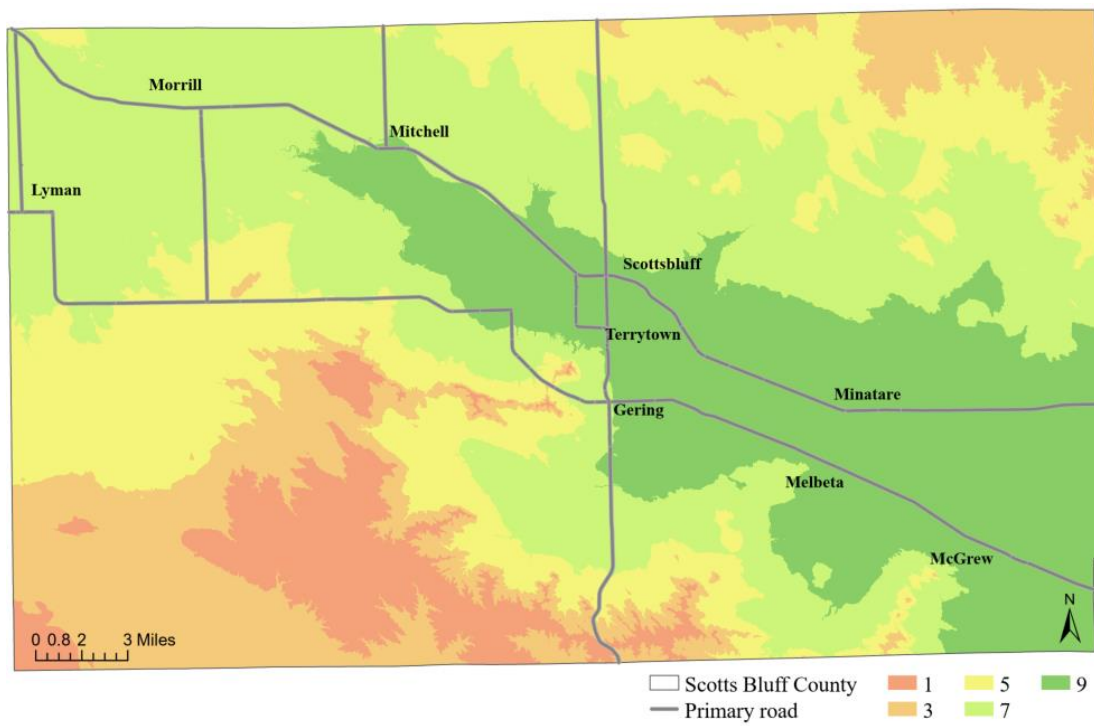 Morrill
Mitchell
Lyman
Scottsbluff
Terrytown
Minatare
Gering
Melbeta
McGrew
N
0 0.8 2 3 Miles
Scotts Bluff County 1 5 9
Primary road 3 7